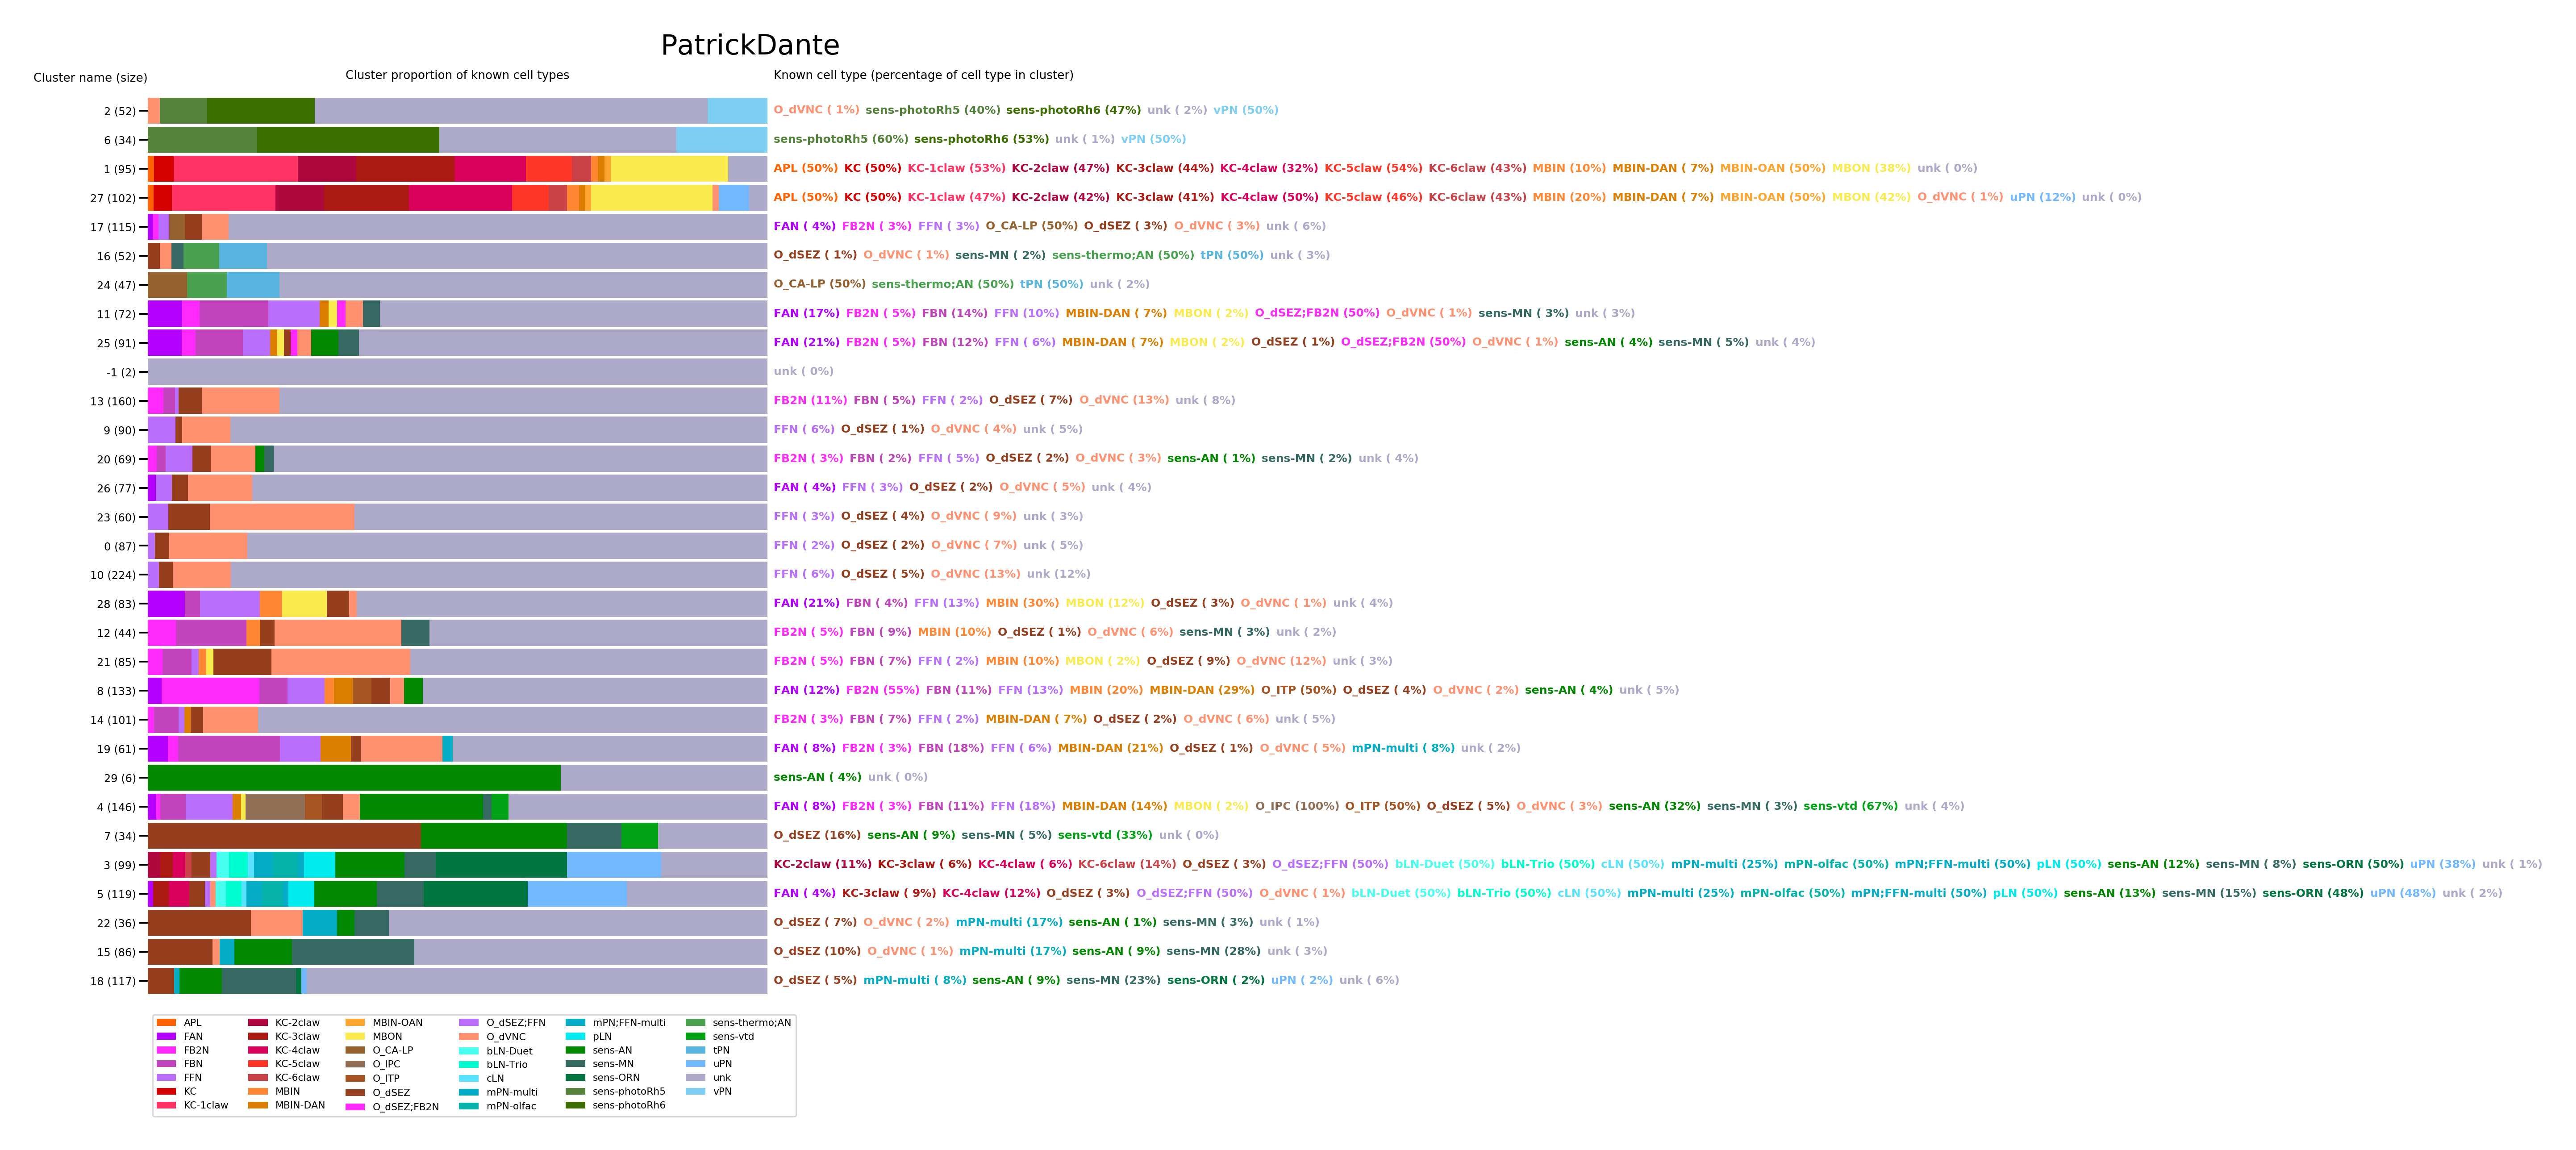 PatrickDante
Cluster name (size) Cluster proportion of known cell types Known cell type (percentage of cell type in cluster)
2 (52) O_dVNC ( 1%) sens-photoRh5 (40%) sens-photoRh6 (47%) unk ( 2%) vPN (50%)
6 (34) sens-photoRh5 (60%) sens-photoRh6 (53%) unk ( 1%) vPN (50%)
1 (95) APL (50%) KC (50%) KC-1claw (53%) KC-2claw (47%) KC-3claw (44%) KC-4claw (32%) KC-5claw (54%) KC-6claw (43%) MBIN (10%) MBIN-DAN ( 7%) MBIN-OAN (50%) MBON (38%) unk ( 0%)
27 (102) APL (50%) KC (50%) KC-1claw (47%) KC-2claw (42%) KC-3claw (41%) KC-4claw (50%) KC-5claw (46%) KC-6claw (43%) MBIN (20%) MBIN-DAN ( 7%) MBIN-OAN (50%) MBON (42%) O_dVNC ( 1%) uPN (12%) unk ( 0%)
17 (115) FAN ( 4%) FB2N ( 3%) FFN ( 3%) O_CA-LP (50%) O_dSEZ ( 3%) O_dVNC ( 3%) unk ( 6%)
16 (52) O_dSEZ ( 1%) O_dVNC ( 1%) sens-MN ( 2%) sens-thermo;AN (50%) tPN (50%) unk ( 3%)
24 (47) O_CA-LP (50%) sens-thermo;AN (50%) tPN (50%) unk ( 2%)
11 (72) FAN (17%) FB2N ( 5%) FBN (14%) FFN (10%) MBIN-DAN ( 7%) MBON ( 2%) O_dSEZ;FB2N (50%) O_dVNC ( 1%) sens-MN ( 3%) unk ( 3%)
25 (91) FAN (21%) FB2N ( 5%) FBN (12%) FFN ( 6%) MBIN-DAN ( 7%) MBON ( 2%) O_dSEZ ( 1%) O_dSEZ;FB2N (50%) O_dVNC ( 1%) sens-AN ( 4%) sens-MN ( 5%) unk ( 4%)
-1 (2) unk ( 0%)
13 (160) FB2N (11%) FBN ( 5%) FFN ( 2%) O_dSEZ ( 7%) O_dVNC (13%) unk ( 8%)
9 (90) FFN ( 6%) O_dSEZ ( 1%) O_dVNC ( 4%) unk ( 5%)
20 (69) FB2N ( 3%) FBN ( 2%) FFN ( 5%) O_dSEZ ( 2%) O_dVNC ( 3%) sens-AN ( 1%) sens-MN ( 2%) unk ( 4%)
26 (77) FAN ( 4%) FFN ( 3%) O_dSEZ ( 2%) O_dVNC ( 5%) unk ( 4%)
23 (60) FFN ( 3%) O_dSEZ ( 4%) O_dVNC ( 9%) unk ( 3%)
0 (87) FFN ( 2%) O_dSEZ ( 2%) O_dVNC ( 7%) unk ( 5%)
10 (224) FFN ( 6%) O_dSEZ ( 5%) O_dVNC (13%) unk (12%)
28 (83) FAN (21%) FBN ( 4%) FFN (13%) MBIN (30%) MBON (12%) O_dSEZ ( 3%) O_dVNC ( 1%) unk ( 4%)
12 (44) FB2N ( 5%) FBN ( 9%) MBIN (10%) O_dSEZ ( 1%) O_dVNC ( 6%) sens-MN ( 3%) unk ( 2%)
21 (85) FB2N ( 5%) FBN ( 7%) FFN ( 2%) MBIN (10%) MBON ( 2%) O_dSEZ ( 9%) O_dVNC (12%) unk ( 3%)
8 (133) FAN (12%) FB2N (55%) FBN (11%) FFN (13%) MBIN (20%) MBIN-DAN (29%) O_ITP (50%) O_dSEZ ( 4%) O_dVNC ( 2%) sens-AN ( 4%) unk ( 5%)
14 (101) FB2N ( 3%) FBN ( 7%) FFN ( 2%) MBIN-DAN ( 7%) O_dSEZ ( 2%) O_dVNC ( 6%) unk ( 5%)
19 (61) FAN ( 8%) FB2N ( 3%) FBN (18%) FFN ( 6%) MBIN-DAN (21%) O_dSEZ ( 1%) O_dVNC ( 5%) mPN-multi ( 8%) unk ( 2%)
29 (6) sens-AN ( 4%) unk ( 0%)
4 (146) FAN ( 8%) FB2N ( 3%) FBN (11%) FFN (18%) MBIN-DAN (14%) MBON ( 2%) O_IPC (100%) O_ITP (50%) O_dSEZ ( 5%) O_dVNC ( 3%) sens-AN (32%) sens-MN ( 3%) sens-vtd (67%) unk ( 4%)
7 (34) O_dSEZ (16%) sens-AN ( 9%) sens-MN ( 5%) sens-vtd (33%) unk ( 0%)
3 (99) KC-2claw (11%) KC-3claw ( 6%) KC-4claw ( 6%) KC-6claw (14%) O_dSEZ ( 3%) O_dSEZ;FFN (50%) bLN-Duet (50%) bLN-Trio (50%) cLN (50%) mPN-multi (25%) mPN-olfac (50%) mPN;FFN-multi (50%) pLN (50%) sens-AN (12%) sens-MN ( 8%) sens-ORN (50%) uPN (38%) unk ( 1%)
5 (119) FAN ( 4%) KC-3claw ( 9%) KC-4claw (12%) O_dSEZ ( 3%) O_dSEZ;FFN (50%) O_dVNC ( 1%) bLN-Duet (50%) bLN-Trio (50%) cLN (50%) mPN-multi (25%) mPN-olfac (50%) mPN;FFN-multi (50%) pLN (50%) sens-AN (13%) sens-MN (15%) sens-ORN (48%) uPN (48%) unk ( 2%)
22 (36) O_dSEZ ( 7%) O_dVNC ( 2%) mPN-multi (17%) sens-AN ( 1%) sens-MN ( 3%) unk ( 1%)
15 (86) O_dSEZ (10%) O_dVNC ( 1%) mPN-multi (17%) sens-AN ( 9%) sens-MN (28%) unk ( 3%)
18 (117) O_dSEZ ( 5%) mPN-multi ( 8%) sens-AN ( 9%) sens-MN (23%) sens-ORN ( 2%) uPN ( 2%) unk ( 6%)
APL KC-2claw MBIN-OAN O_dSEZ;FFN mPN;FFN-multi sens-thermo;AN
FAN KC-3claw MBON O_dVNC pLN sens-vtd
FB2N KC-4claw O_CA-LP bLN-Duet sens-AN tPN
FBN KC-5claw O_IPC bLN-Trio sens-MN uPN
FFN KC-6claw O_ITP cLN sens-ORN unk
KC MBIN O_dSEZ mPN-multi sens-photoRh5 vPN
KC-1claw MBIN-DAN O_dSEZ;FB2N mPN-olfac sens-photoRh6